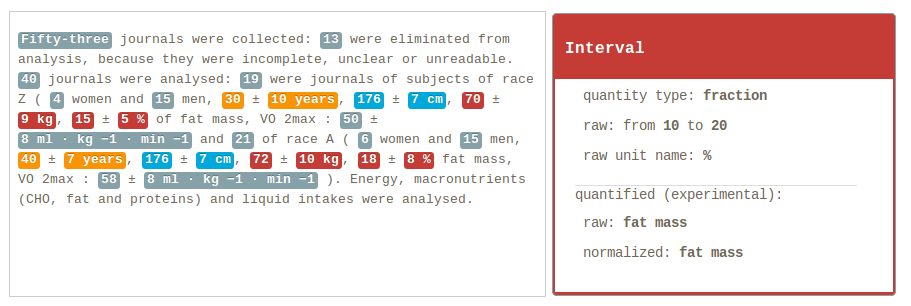 Fifty-three journals were collected: 13 were eliminated from
analysis, because they were incomplete, unclear or unreadable.
40 journals were analysed: 19 were journals of subjects of race
Z ( 4 women and 15 men, 30 ± 10 years, 176 ± 7 cm, 70 ±
9 kg, 15 ± 5 % of fat mass, VO 2max : 50 ±
8 ml · kg −1 · min −1 and 21 of race A ( 6 women and 15 men,
40 ± 7 years, 176 ± 7 cm, 72 ± 10 kg, 18 ± 8 % fat mass,
VO 2max : 58 ± 8 ml · kg −1 · min −1 ). Energy, macronutrients
(CHO, fat and proteins) and liquid intakes were analysed.
Interval
quantity type: fraction
raw: from 10 to 20
raw unit name: %
quantified (experimental):
raw: fat mass
normalized: fat mass